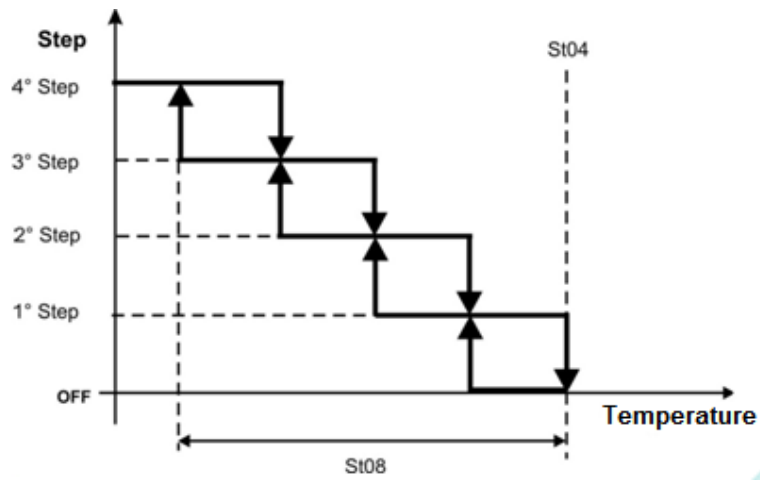 Step
St04
4° Step
3° Step
2° Step
1° Step
OFF
Temperature
St08